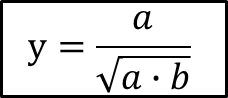 y = a / √(a · b)